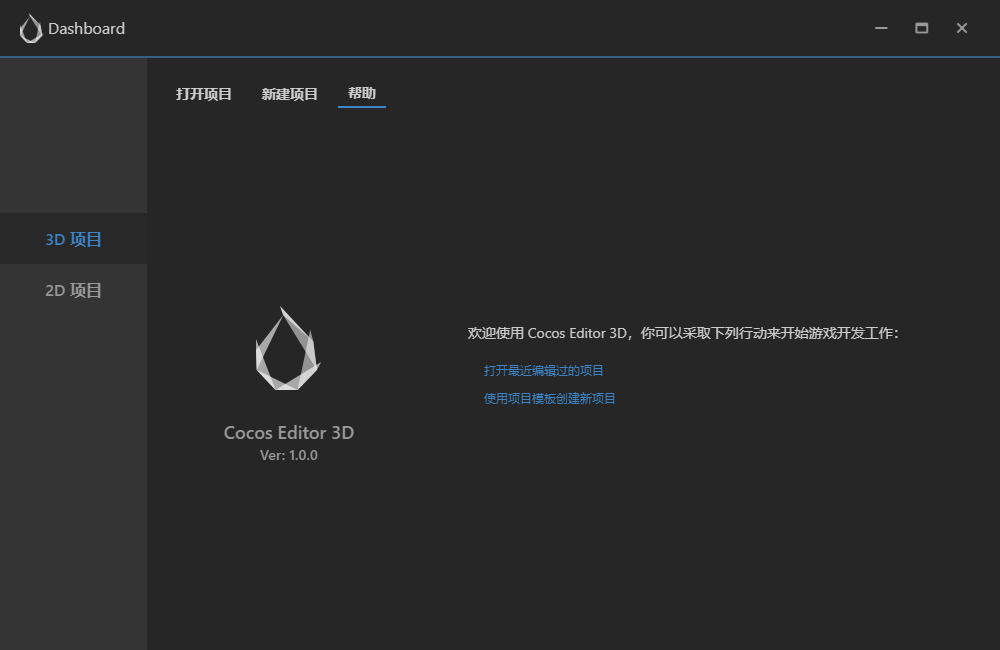 Dashboard
打开项目 新建项目 帮助
3D 项目
2D 项目
欢迎使用 Cocos Editor 3D，你可以采取下列行动来开始游戏开发工作：
打开最近编辑过的项目
使用项目模板创建新项目
Cocos Editor 3D
Ver: 1.0.0